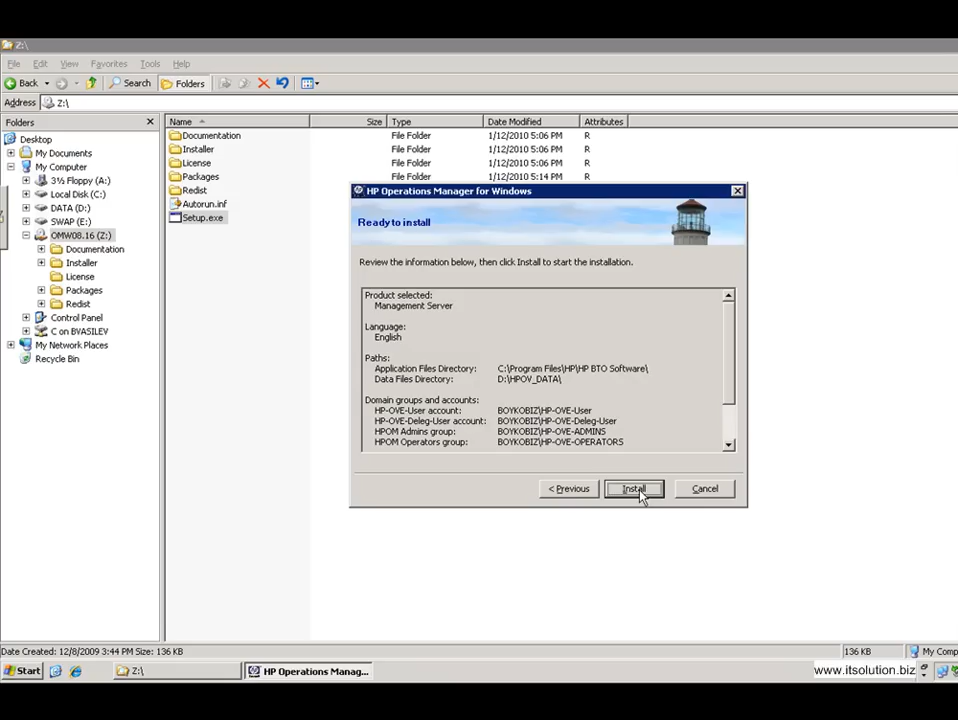 Z:\
File Edit View Favorites Tools Help
Back Search Folders
Address Z:\
Folders
Desktop
My Documents
My Computer
3½ Floppy (A:)
Local Disk (C:)
DATA (D:)
SWAP (E:)
OMW08.16 (Z:)
Documentation
Installer
License
Packages
Redist
Control Panel
C on BVASILEV
My Network Places
Recycle Bin
Name Size Type Date Modified Attributes
Documentation File Folder 1/12/2010 5:06 PM R
Installer File Folder 1/12/2010 5:06 PM R
License File Folder 1/12/2010 5:06 PM R
Packages File Folder 1/12/2010 5:14 PM R
Redist
Autorun.inf
Setup.exe
HP Operations Manager for Windows
Ready to install
Review the information below, then click Install to start the installation.
Product selected:
Management Server
Language:
English
Paths:
Application Files Directory: C:\Program Files\HP\HP BTO Software\
Data Files Directory: D:\HPOV_DATA\
Domain groups and accounts:
HP-OVE-User account: BOYKOBIZ\HP-OVE-User
HP-OVE-Deleg-User account: BOYKOBIZ\HP-OVE-Deleg-User
HPOM Admins group: BOYKOBIZ\HP-OVE-ADMINS
HPOM Operators group: BOYKOBIZ\HP-OVE-OPERATORS
< Previous Install Cancel
Date Created: 12/8/2009 3:44 PM Size: 136 KB 136 KB My Comp
Start Z:\ HP Operations Manag... www.itsolution.biz